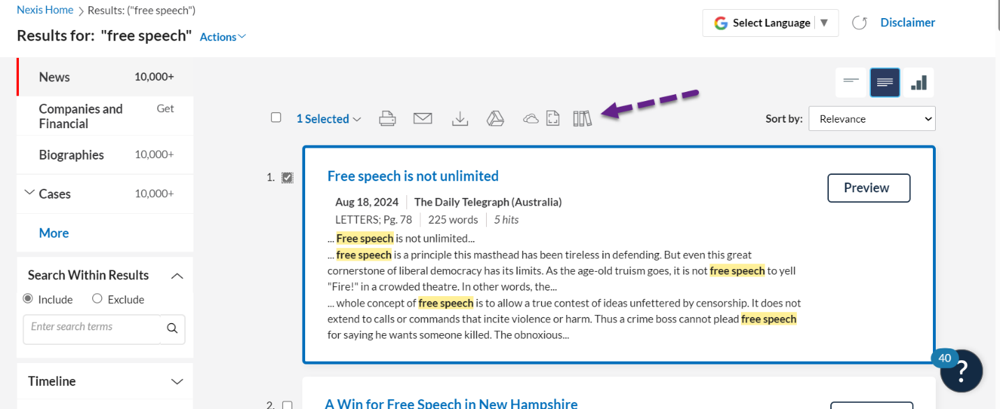 Nexis Home > Results: ("free speech")
Results for: "free speech" Actions
Select Language ▼
Disclaimer
News 10,000+
Companies and Financial Get
Biographies 10,000+
Cases 10,000+
More
Search Within Results
Include Exclude
Enter search terms
Timeline
1 Selected
Sort by: Relevance
1.
Free speech is not unlimited
Preview
Aug 18, 2024 The Daily Telegraph (Australia)
LETTERS; Pg. 78 225 words 5 hits
... Free speech is not unlimited...
... free speech is a principle this masthead has been tireless in defending. But even this great
cornerstone of liberal democracy has its limits. As the age-old truism goes, it is not free speech to yell
"Fire!" in a crowded theatre. In other words, the...
... whole concept of free speech is to allow a true contest of ideas unfettered by censorship. It does not
extend to calls or commands that incite violence or harm. Thus a crime boss cannot plead free speech
for saying he wants someone killed. The obnoxious...
40
?
2.
A Win for Free Speech in New Hampshire